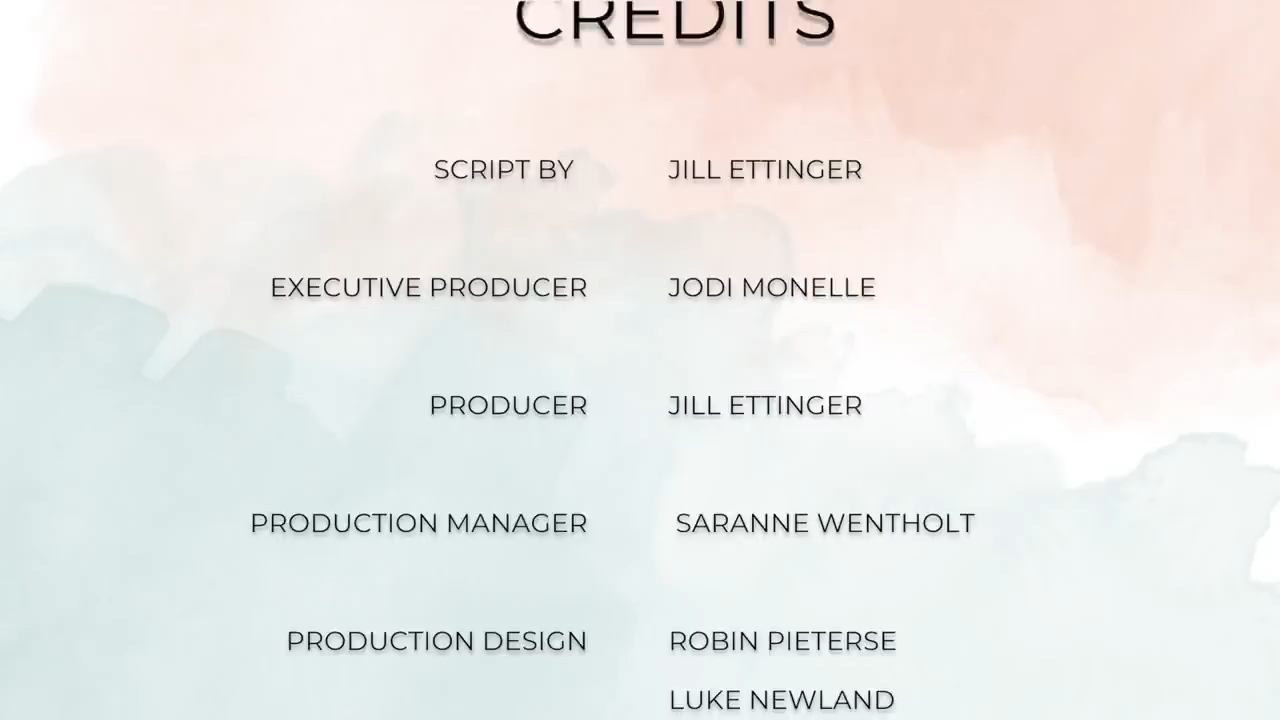 CREDITS
SCRIPT BY JILL ETTINGER
EXECUTIVE PRODUCER JODI MONELLE
PRODUCER JILL ETTINGER
PRODUCTION MANAGER SARANNE WENTHOLT
PRODUCTION DESIGN ROBIN PIETERSE
LUKE NEWLAND